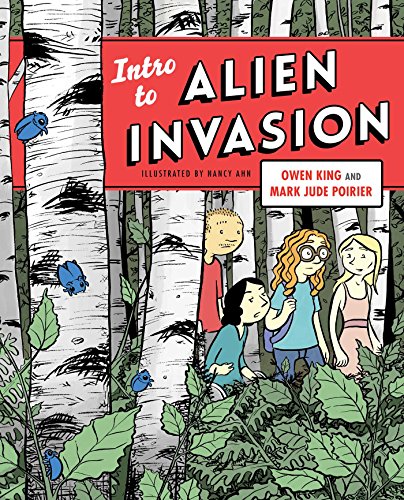 Intro
to
ALIEN
INVASION
ILLUSTRATED BY NANCY AHN
OWEN KING AND
MARK JUDE POIRIER